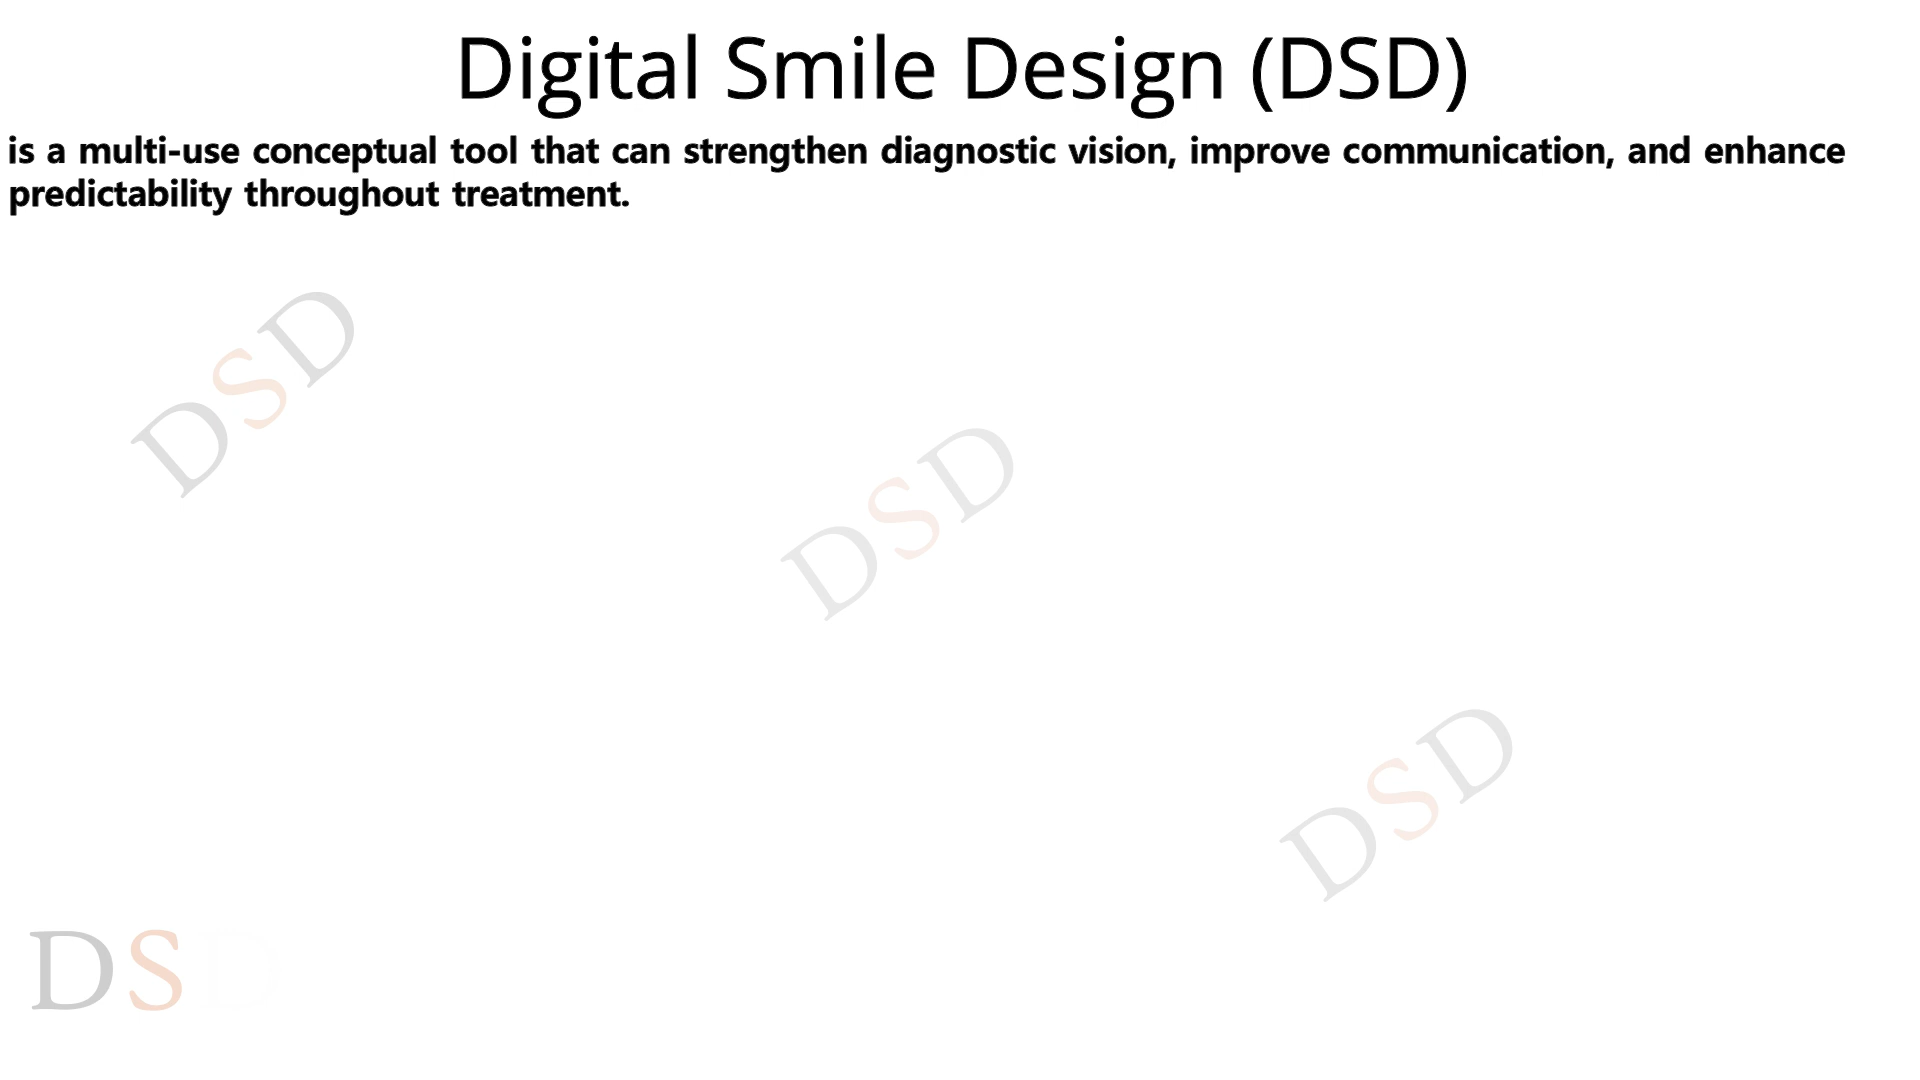 Digital Smile Design (DSD)
is a multi-use conceptual tool that can strengthen diagnostic vision, improve communication, and enhance
predictability throughout treatment.
DSD
DSD
DSD
DSD